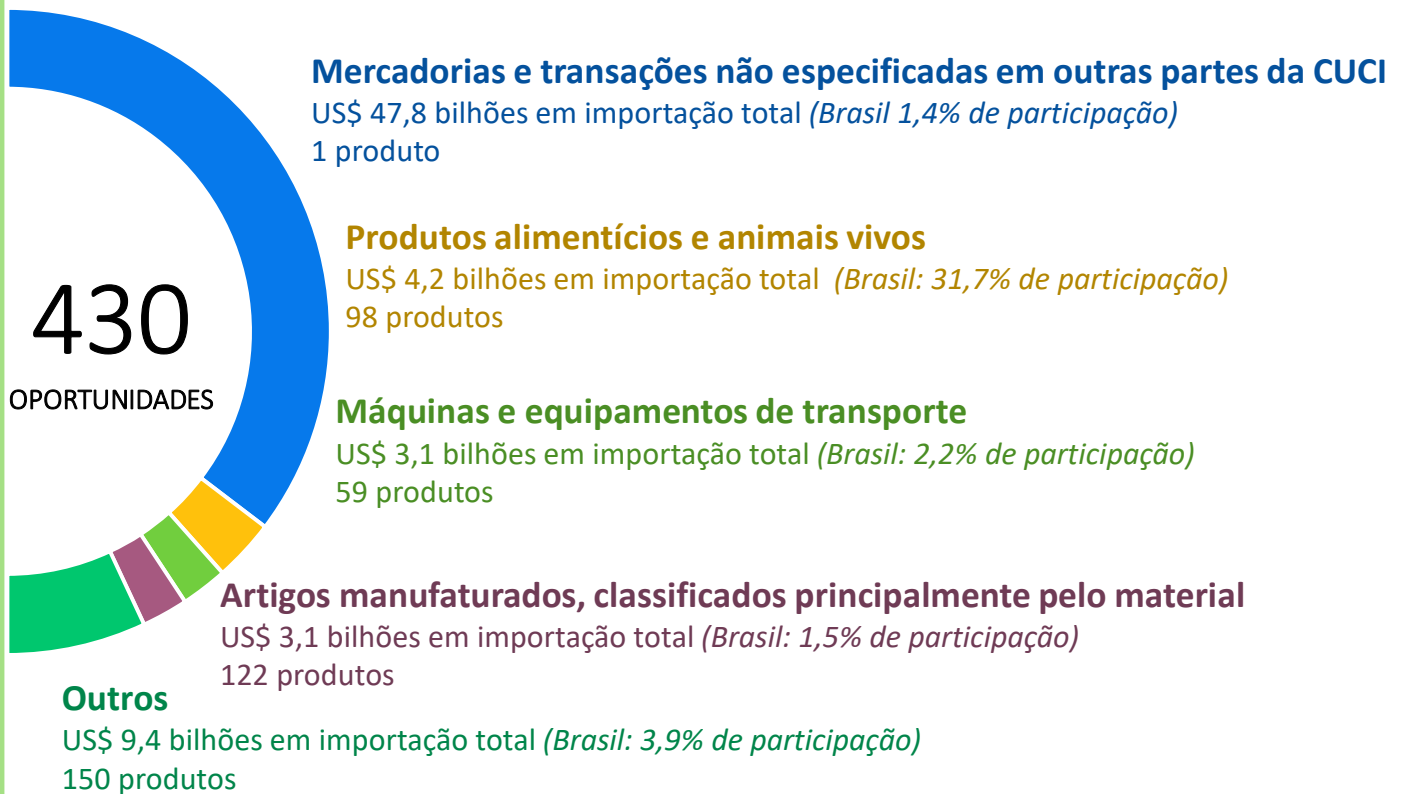 Mercadorias e transações não especificadas em outras partes da CUCI
US$ 47,8 bilhões em importação total (Brasil 1,4% de participação)
1 produto
Produtos alimentícios e animais vivos
US$ 4,2 bilhões em importação total (Brasil: 31,7% de participação)
98 produtos
430
OPORTUNIDADES
Máquinas e equipamentos de transporte
US$ 3,1 bilhões em importação total (Brasil: 2,2% de participação)
59 produtos
Artigos manufaturados, classificados principalmente pelo material
US$ 3,1 bilhões em importação total (Brasil: 1,5% de participação)
122 produtos
Outros
US$ 9,4 bilhões em importação total (Brasil: 3,9% de participação)
150 produtos